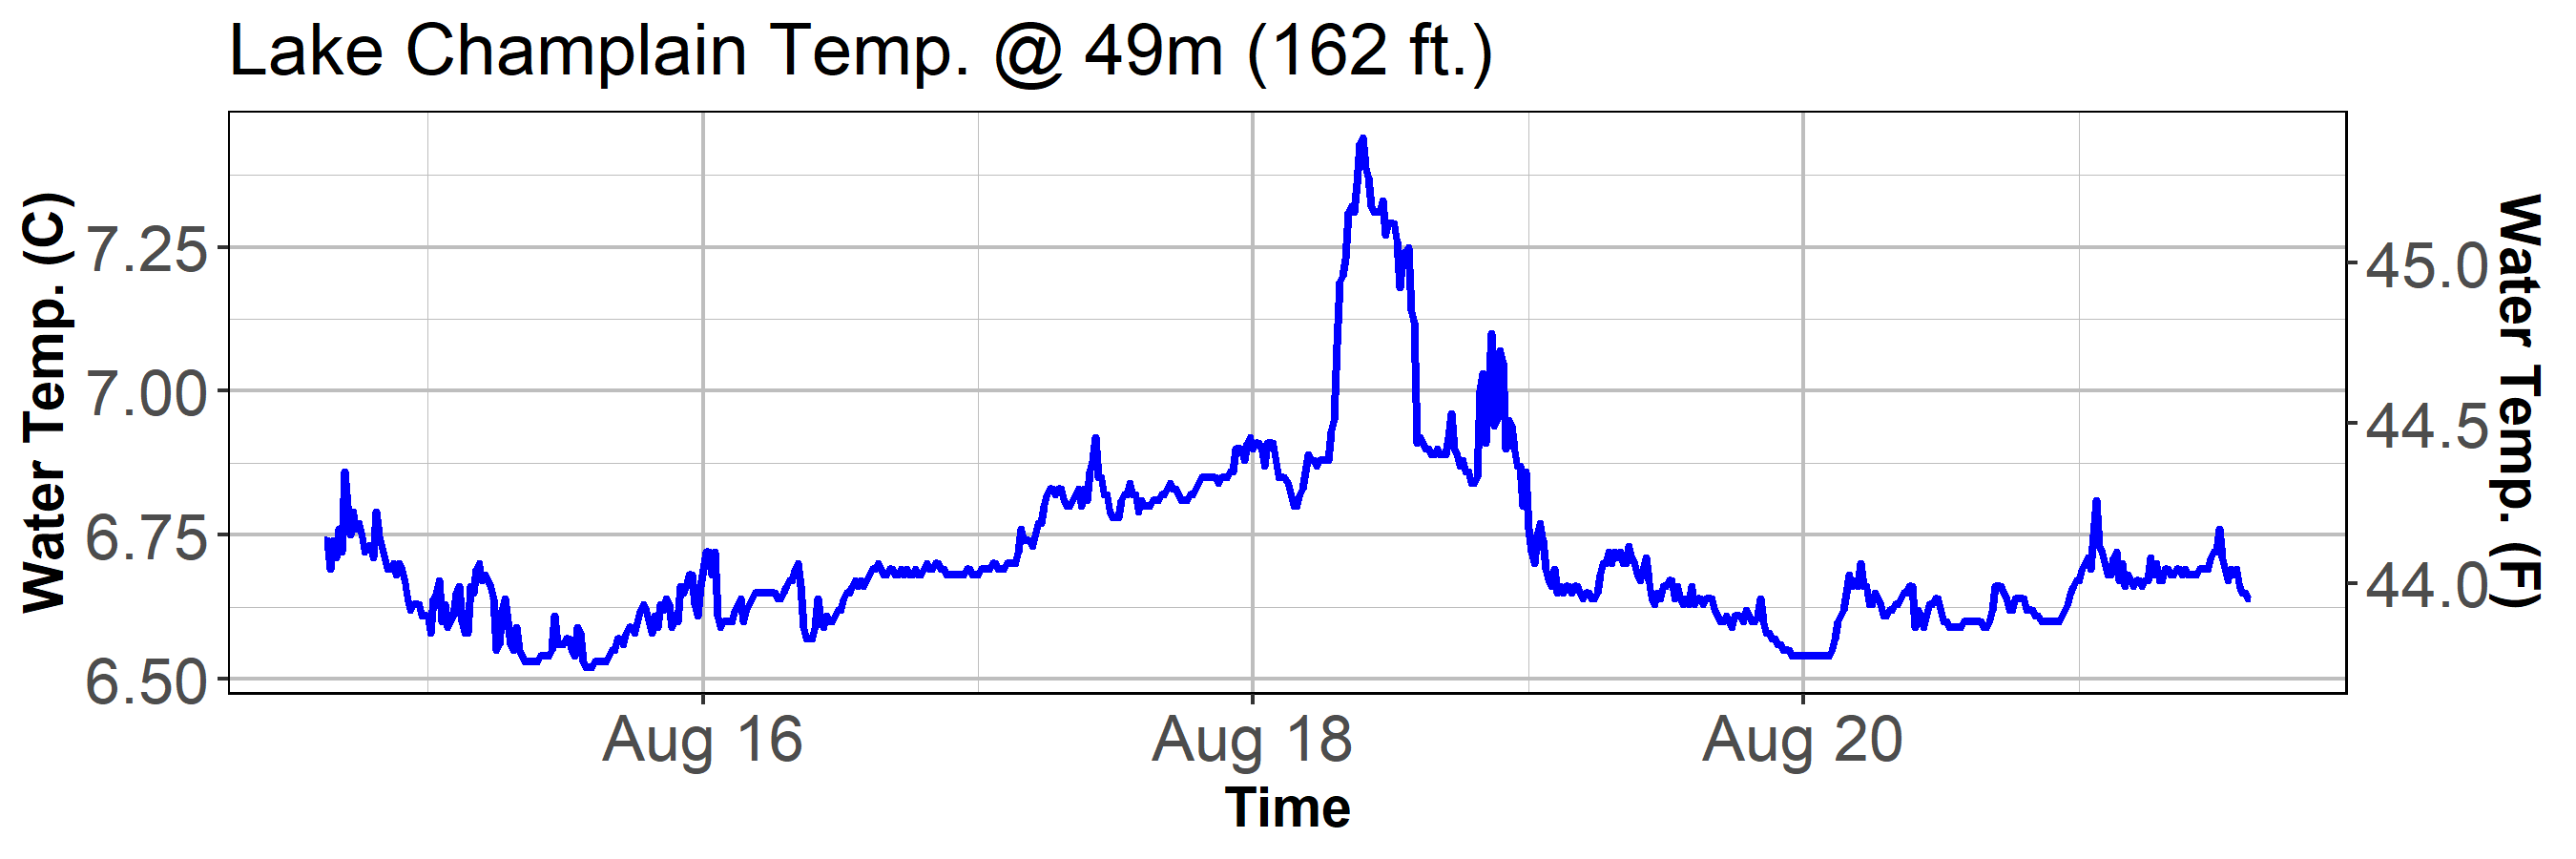 Lake Champlain Temp. @ 49m (162 ft.)
Water Temp. (C)
7.25
7.00
6.75
6.50
45.0
44.5
44.0
Water Temp. (F)
Aug 16
Aug 18
Aug 20
Time